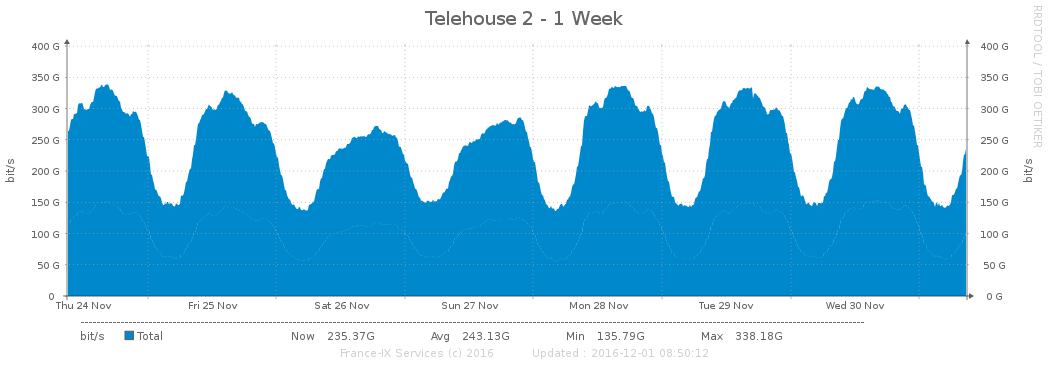 Telehouse 2 - 1 Week
RRDTOOL / TOBI OETIKER
bit/s
400 G
350 G
300 G
250 G
200 G
150 G
100 G
50 G
0
400 G
350 G
300 G
250 G
200 G
150 G
100 G
50 G
0 G
bit/s
Thu 24 Nov Fri 25 Nov Sat 26 Nov Sun 27 Nov Mon 28 Nov Tue 29 Nov Wed 30 Nov
bit/s Total Now 235.37G Avg 243.13G Min 135.79G Max 338.18G
France-IX Services (c) 2016 Updated : 2016-12-01 08:50:12